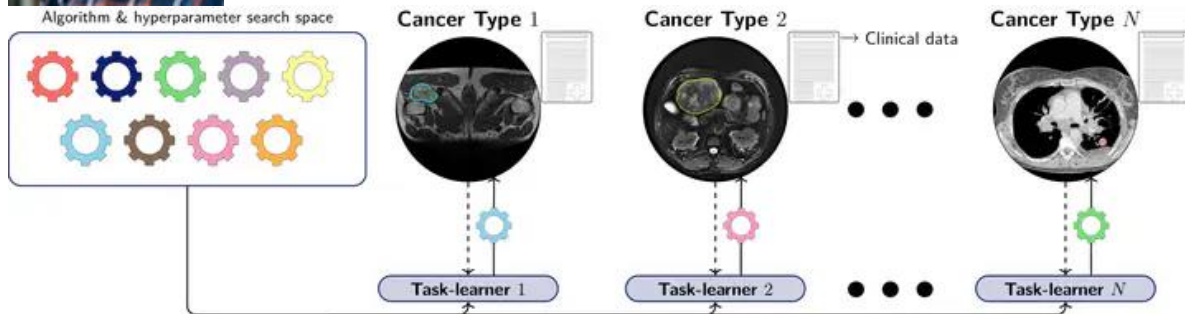 Algorithm & hyperparameter search space
Cancer Type 1
Cancer Type 2
Cancer Type N
→ Clinical data
Task-learner 1
Task-learner 2
Task-learner N